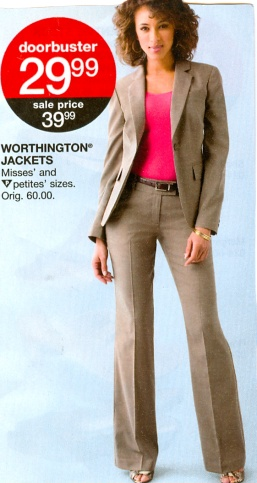 doorbuster
29 99
sale price
39 99
WORTHINGTON®
JACKETS
Misses' and
petites' sizes.
Orig. 60.00.